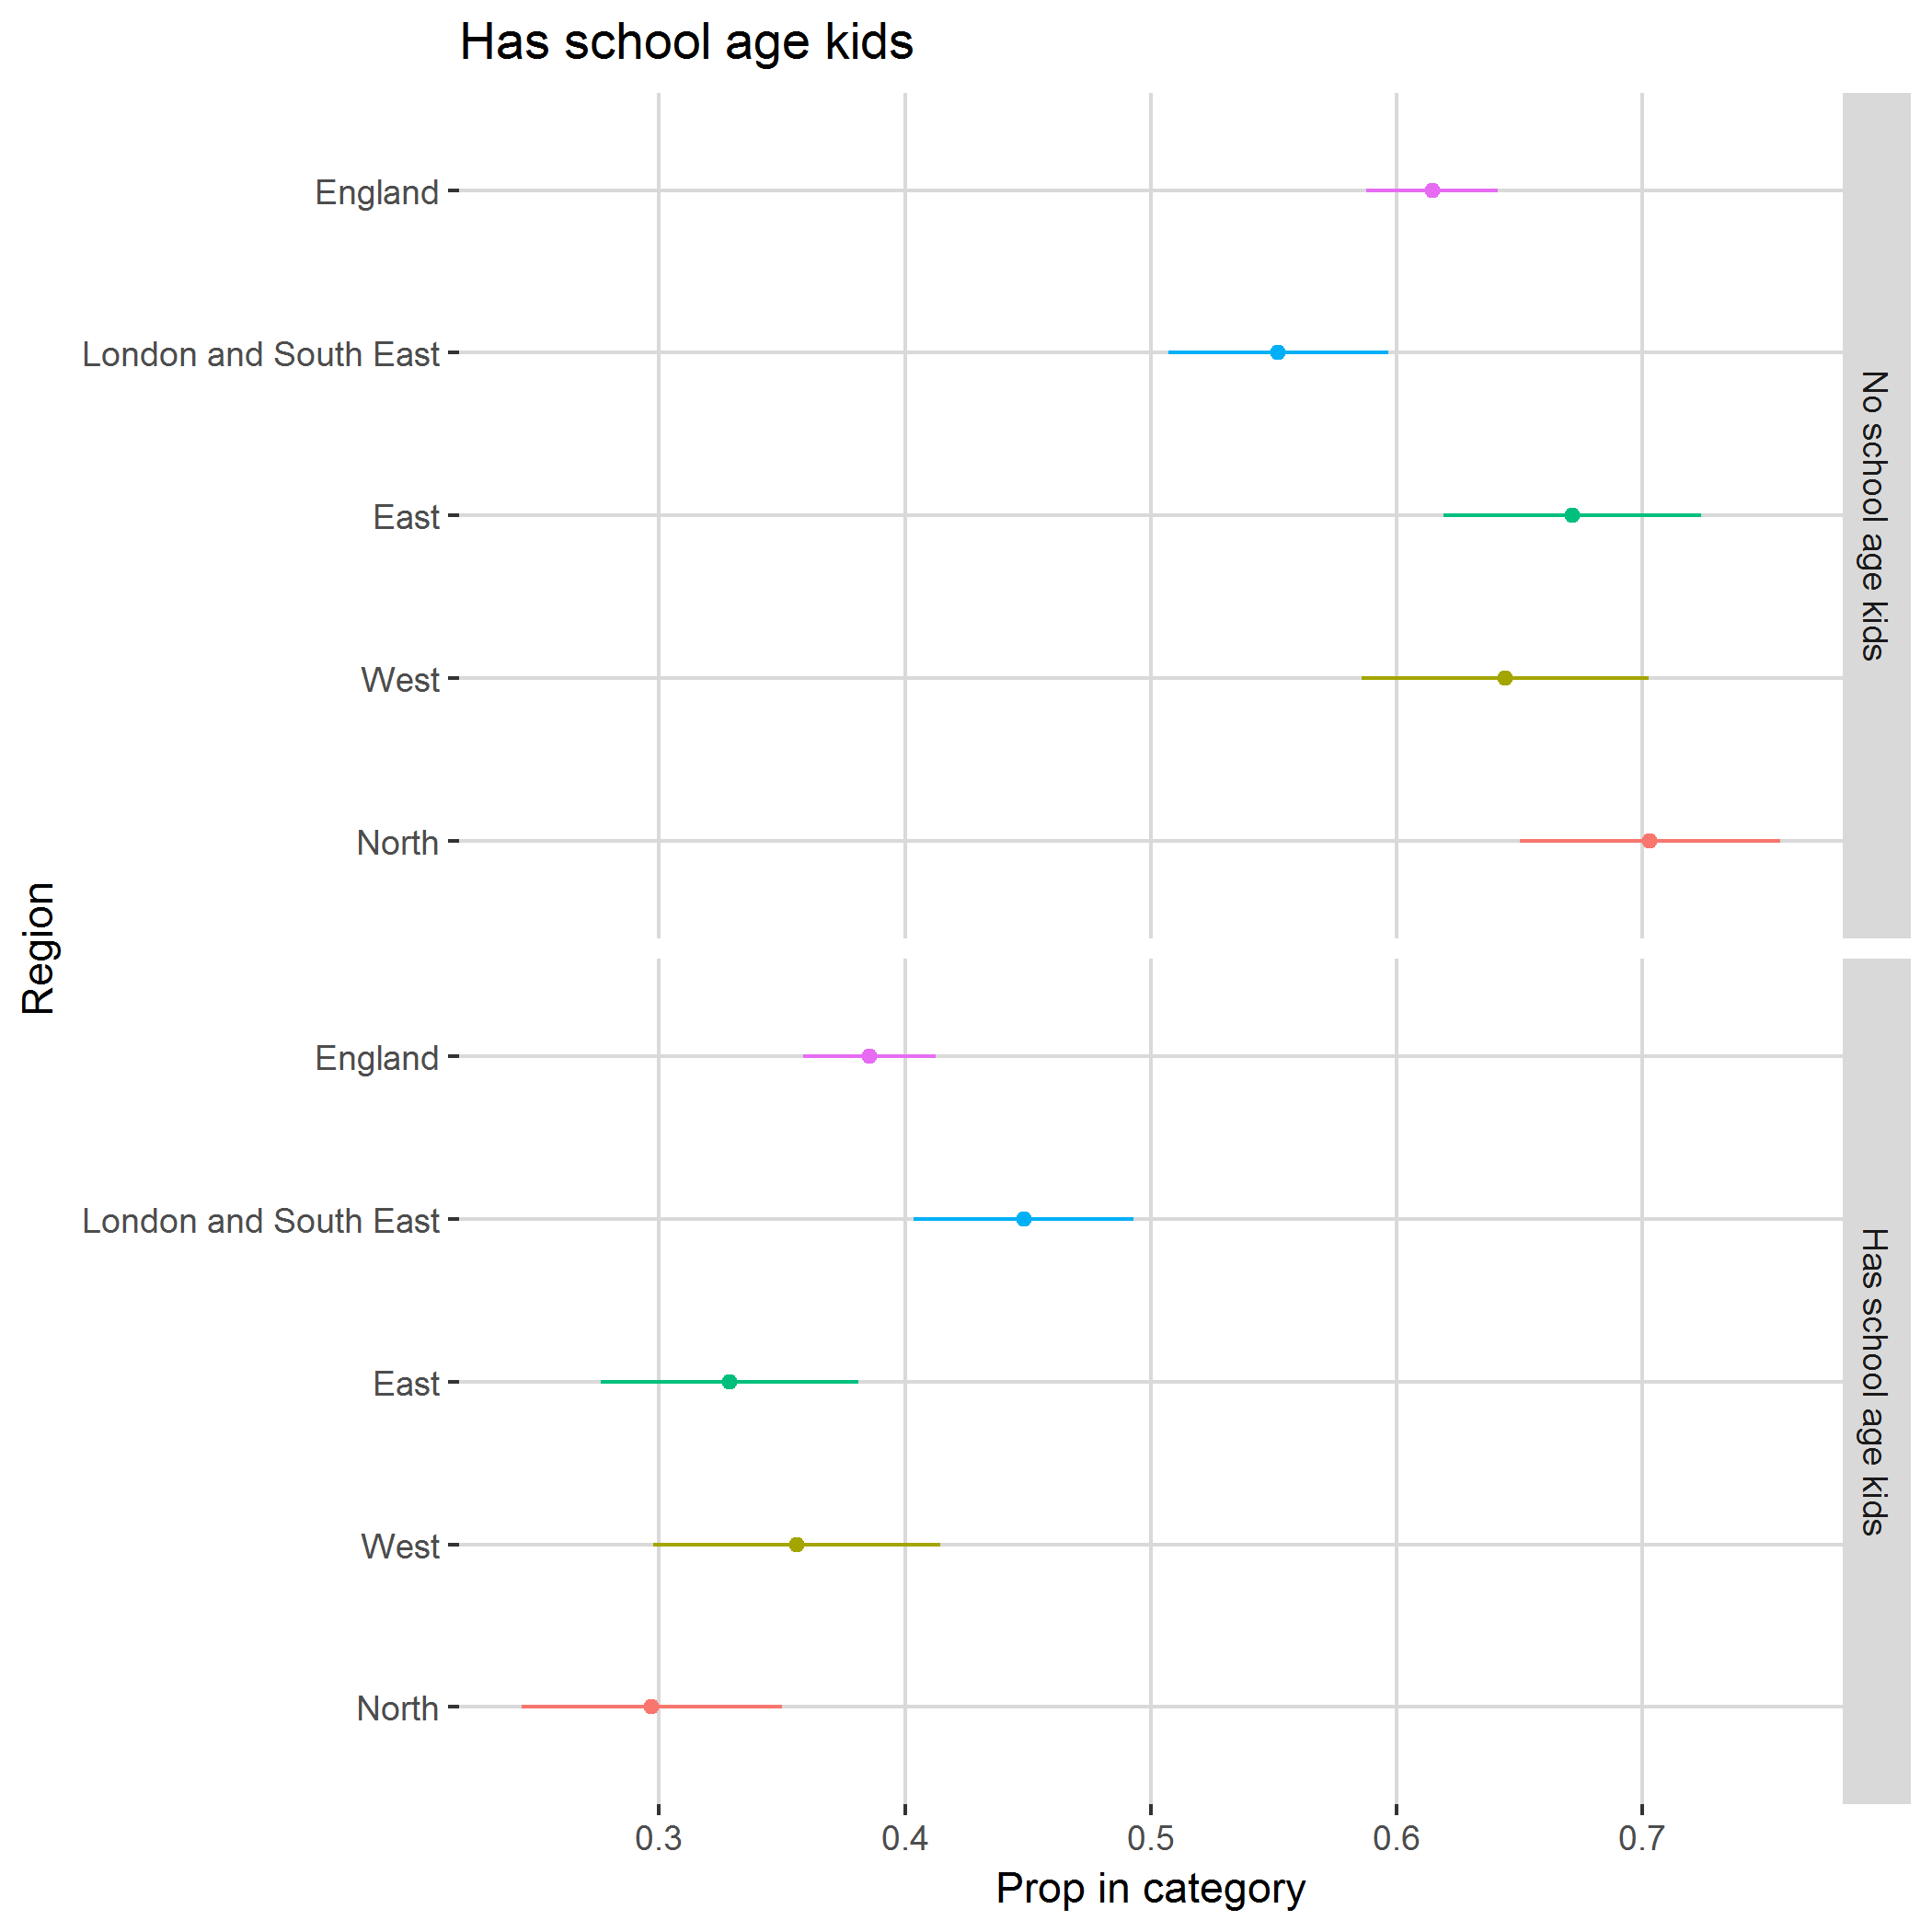 Has school age kids
England
London and South East
East
West
North
No school age kids
Region
England
London and South East
East
West
North
Has school age kids
0.3 0.4 0.5 0.6 0.7
Prop in category